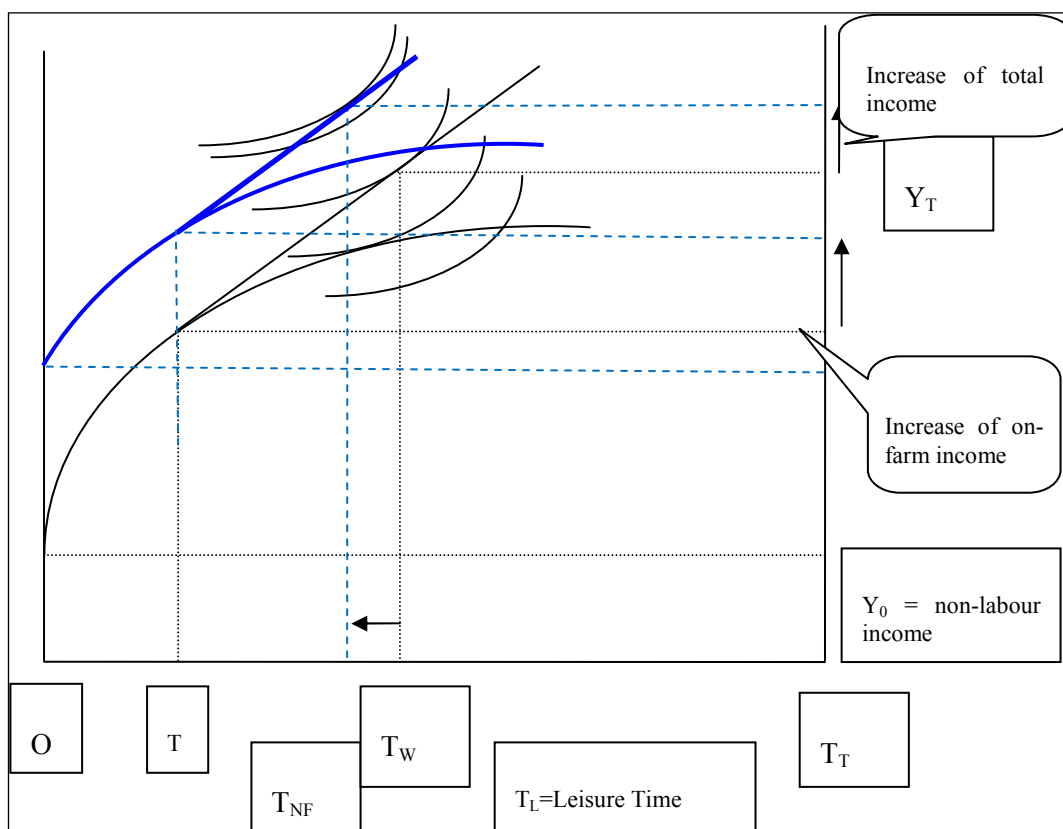 Increase of total
income
Y_T
Increase of on-
farm income
Y_0 = non-labour
income
O
T
T_W
T_T
T_NF
T_L=Leisure Time